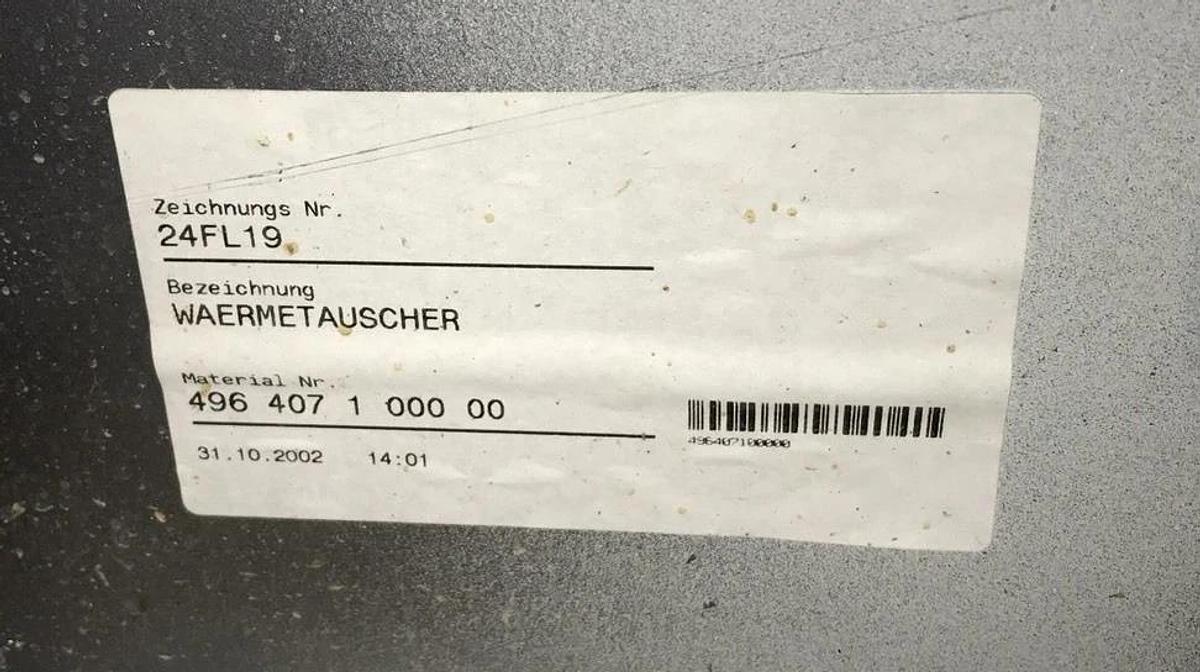 Zeichnungs Nr.
24FL19
Bezeichnung
WAERMETAUSCHER
Material Nr.
496 407 1 000 00
496407100000
31.10.2002 14:01